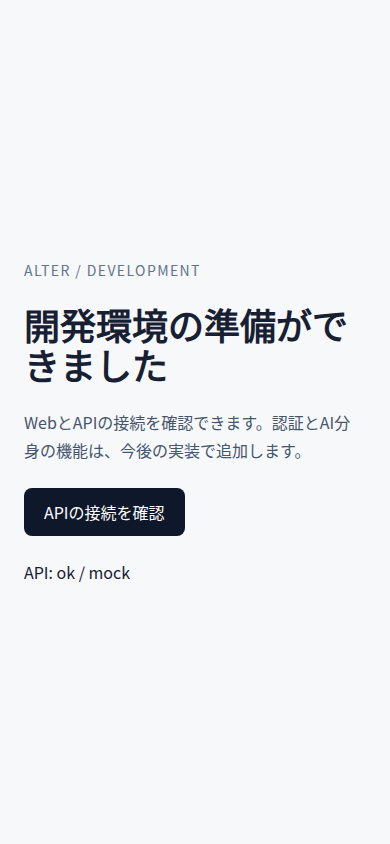 ALTER / DEVELOPMENT
開発環境の準備がで
きました
WebとAPIの接続を確認できます。認証とAI分
身の機能は、今後の実装で追加します。
APIの接続を確認
API: ok / mock